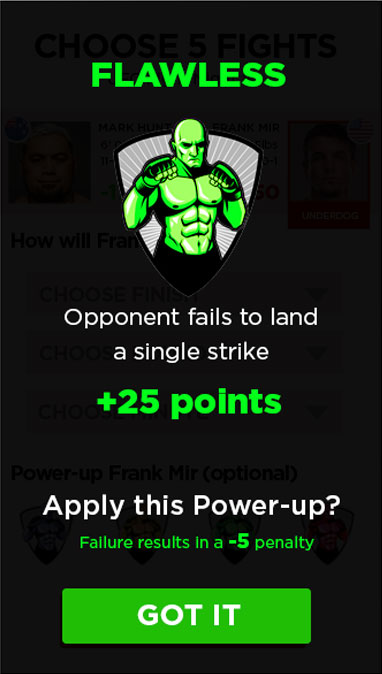 CHOOSE 5 FIGHTS
FLAWLESS
MARK HUNT
FRANK MIR
UNDERDOG
How will Fran
CHOOSE FINISH
Opponent fails to land
a single strike
+25 points
Power-up Frank Mir (optional)
Apply this Power-up?
Failure results in a -5 penalty
GOT IT